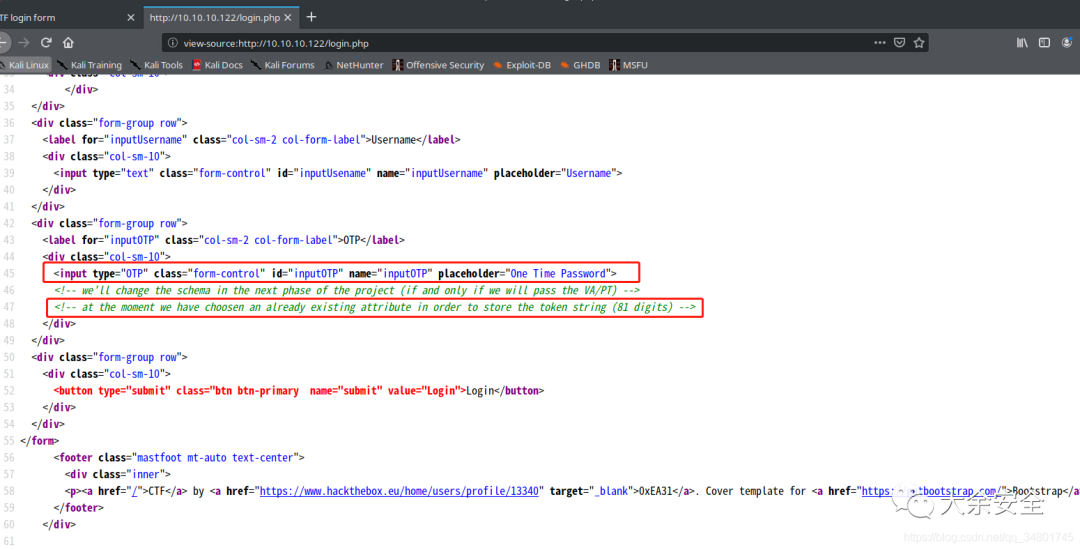 TF login form
http://10.10.10.122/login.php
view-source:http://10.10.10.122/login.php
Kali Linux Kali Training Kali Tools Kali Docs Kali Forums NetHunter Offensive Security Exploit-DB GHDB MSFU
34 </div>
35 </div>
36 <div class="form-group row">
37 <label for="inputUsername" class="col-sm-2 col-form-label">Username</label>
38 <div class="col-sm-10">
39 <input type="text" class="form-control" id="inputUsename" name="inputUsername" placeholder="Username">
40 </div>
41 </div>
42 <div class="form-group row">
43 <label for="inputOTP" class="col-sm-2 col-form-label">OTP</label>
44 <div class="col-sm-10">
45 <input type="OTP" class="form-control" id="inputOTP" name="inputOTP" placeholder="One Time Password">
46 <!-- we'll change the schema in the next phase of the project (if and only if we will pass the VA/PT) -->
47 <!-- at the moment we have choosen an already existing attribute in order to store the token string (81 digits) -->
48 </div>
49 </div>
50 <div class="form-group row">
51 <div class="col-sm-10">
52 <button type="submit" class="btn btn-primary name="submit" value="Login">Login</button>
53 </div>
54 </div>
55 </form>
56 <footer class="mastfoot mt-auto text-center">
57 <div class="inner">
58 <p><a href="/">CTF</a> by <a href="https://www.hackthebox.eu/home/users/profile/13340" target="_blank">0xEA31</a>. Cover template for <a href="https://getbootstrap.com/">Bootstrap</a
59 </footer>
60 </div>
61
大余安全
https://blog.csdn.net/qq_34801745